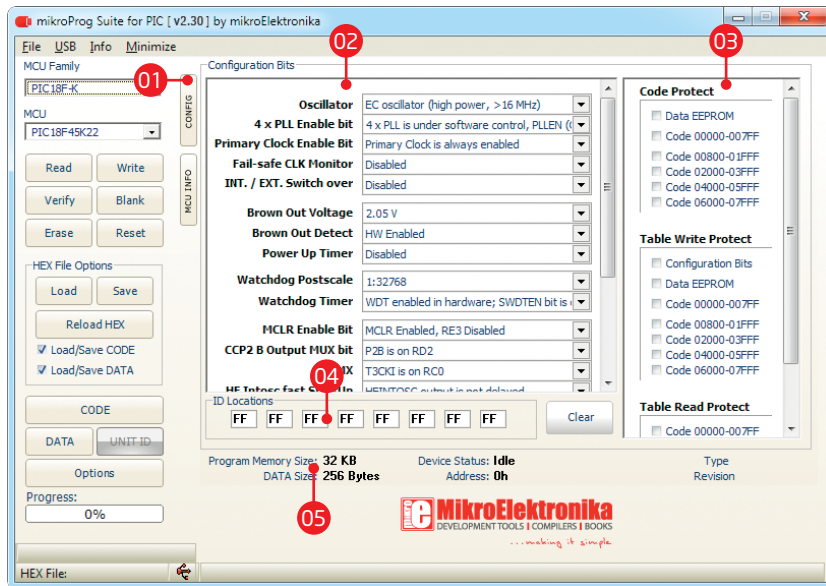 mikroProg Suite for PIC [ v2.30 ] by mikroElektronika
File USB Info Minimize
MCU Family
PIC18F-K
MCU
PIC18F45K22
Read Write
Verify Blank
Erase Reset
HEX File Options
Load Save
Reload HEX
Load/Save CODE
Load/Save DATA
CODE
DATA UNIT ID
Options
Progress:
0%
HEX File:
01
CONFIG
MCU INFO
02
Configuration Bits
Oscillator EC oscillator (high power, >16 MHz)
4 x PLL Enable bit 4 x PLL is under software control, PLLEN (
Primary Clock Enable Bit Primary Clock is always enabled
Fail-safe CLK Monitor Disabled
INT. / EXT. Switch over Disabled
Brown Out Voltage 2.05 V
Brown Out Detect HW Enabled
Power Up Timer Disabled
Watchdog Postscale 1:32768
Watchdog Timer WDT enabled in hardware; SWDTEN bit is
MCLR Enable Bit MCLR Enabled, RE3 Disabled
CCP2 B Output MUX bit P2B is on RD2
T3CKI is on RC0
HFINTOSC output is not delayed
03
Code Protect
Data EEPROM
Code 00000-007FF
Code 00800-01FFF
Code 02000-03FFF
Code 04000-05FFF
Code 06000-07FFF
Table Write Protect
Configuration Bits
Data EEPROM
Code 00000-007FF
Code 00800-01FFF
Code 02000-03FFF
Code 04000-05FFF
Code 06000-07FFF
Table Read Protect
Code 00000-007FF
04
ID Locations
FF FF FF FF FF FF FF FF
Clear
Program Memory Size: 32 KB Device Status: Idle Type
DATA Size: 256 Bytes Address: 0h Revision
05
MikroElektronika
DEVELOPMENT TOOLS | COMPILERS | BOOKS
...making it simple